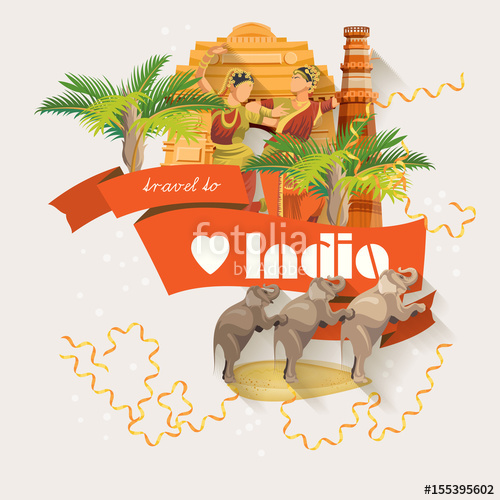 travel to
India
fotolia
by Adobe
#155395602